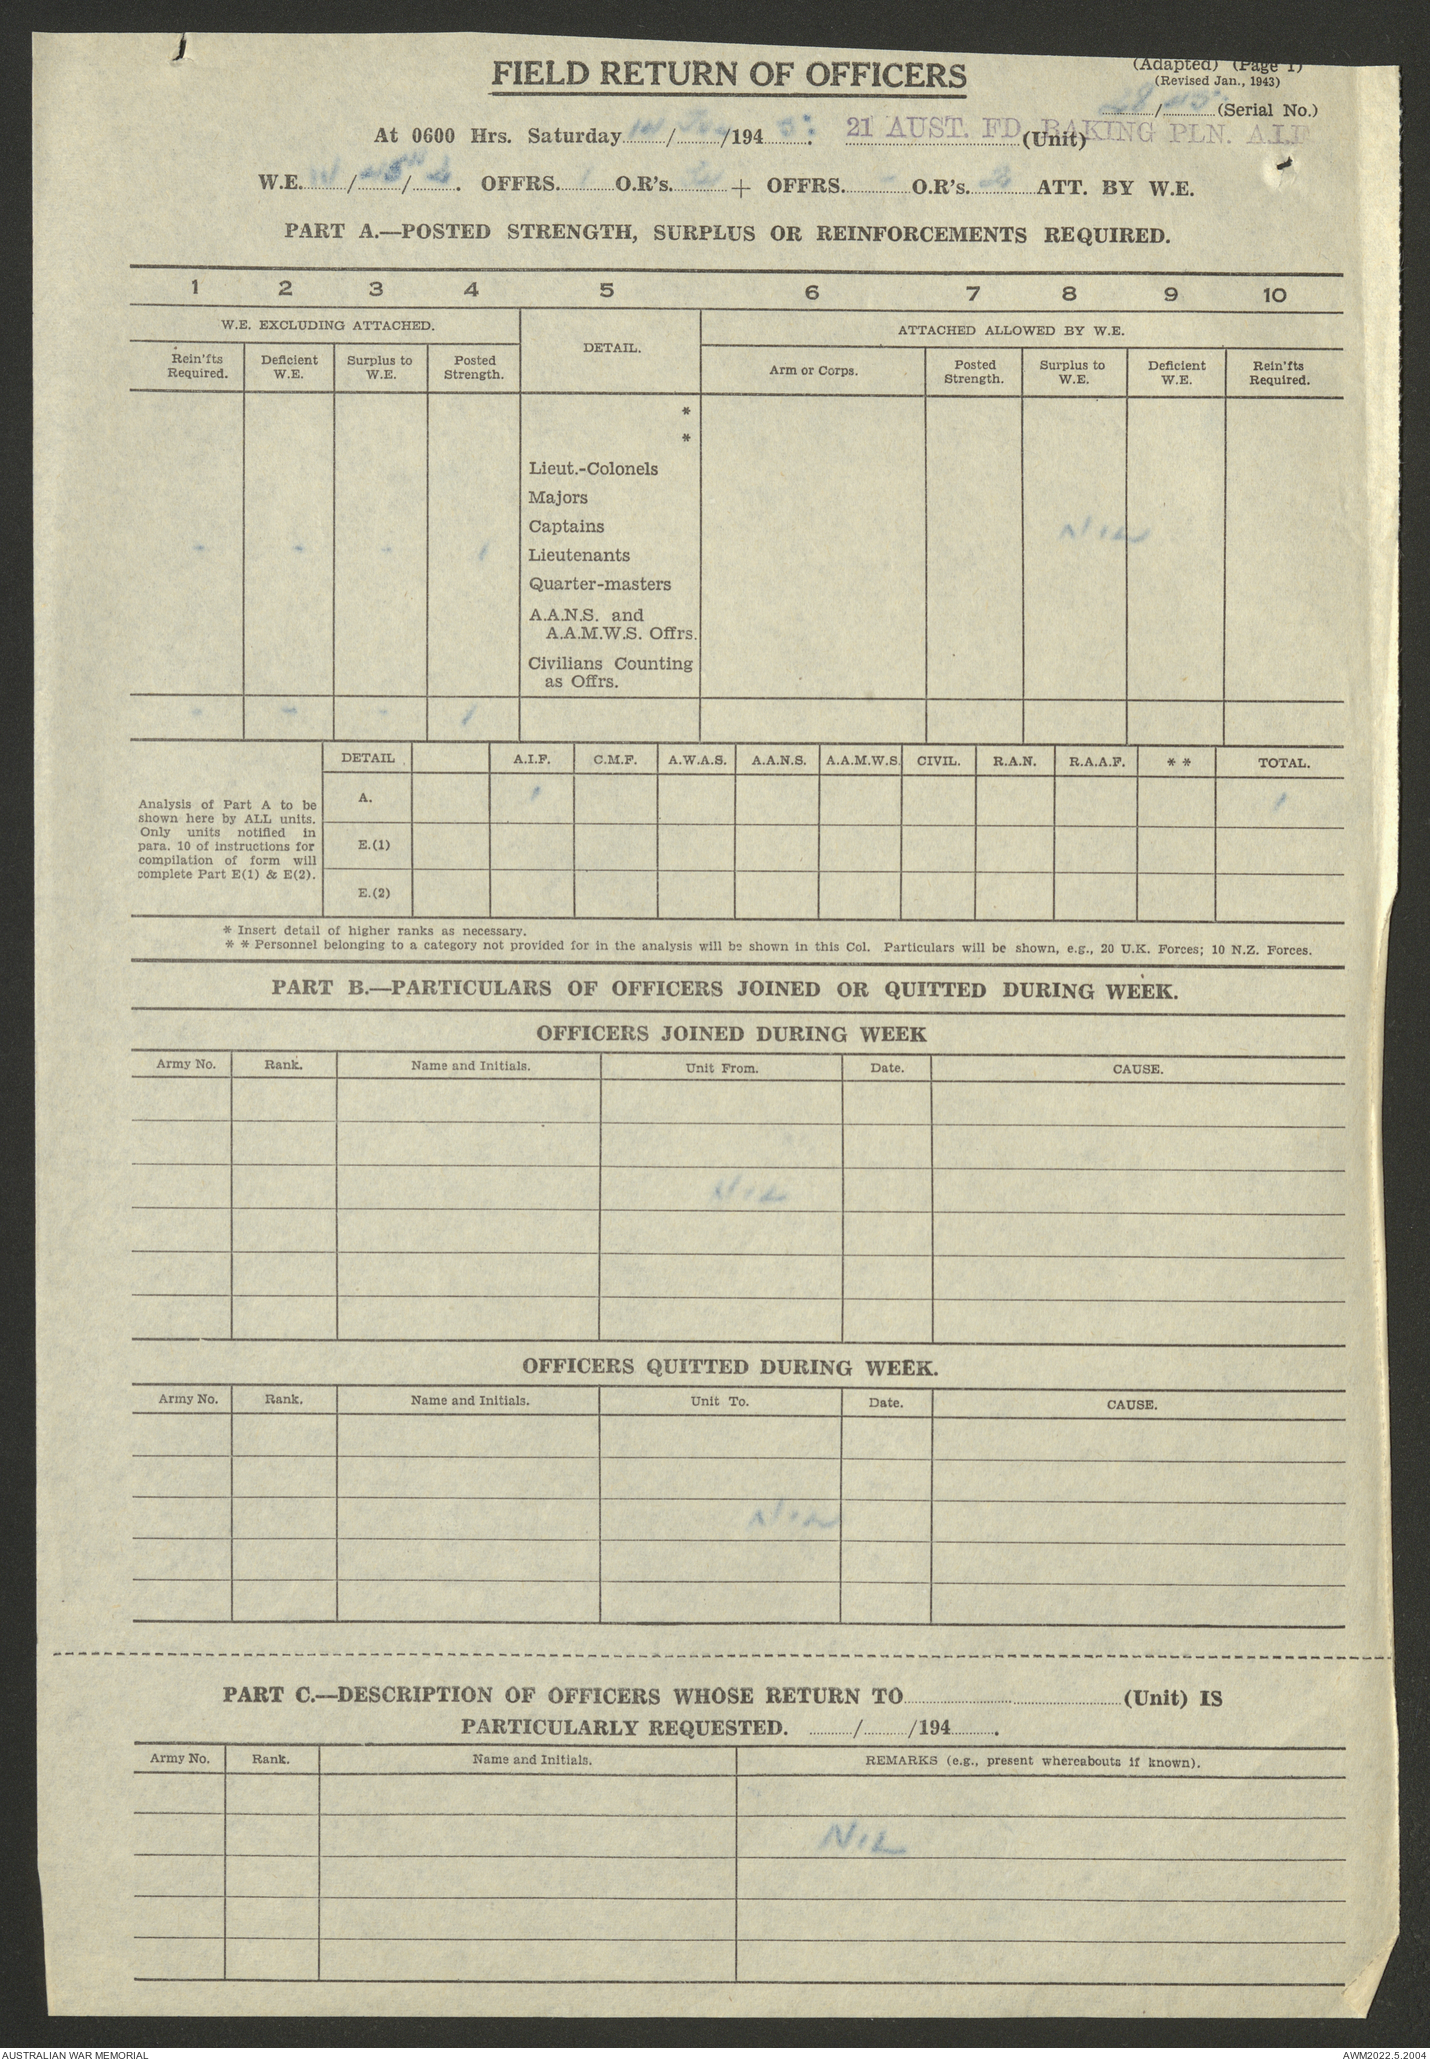 (Adapted) (Page 1)
FIELD RETURN OF OFFICERS
(Revised Jan., 1943)
28/45 (Serial No.)
At 0600 Hrs. Saturday 14/ /194 5. 21 AUST. FD. BAKING PLN. A.I.F (Unit)
W.E. / / . OFFRS. 1 O.R's. + OFFRS. - O.R's. ATT. BY W.E.
PART A.—POSTED STRENGTH, SURPLUS OR REINFORCEMENTS REQUIRED.
1 2 3 4 5 6 7 8 9 10
W.E. EXCLUDING ATTACHED. DETAIL. ATTACHED ALLOWED BY W.E.
Rein'fts Required. Deficient W.E. Surplus to W.E. Posted Strength. Arm or Corps. Posted Strength. Surplus to W.E. Deficient W.E. Rein'fts Required.
*
*
Lieut.-Colonels
Majors
Captains Nil
- - - 1 Lieutenants
Quarter-masters
A.A.N.S. and
A.A.M.W.S. Offrs.
Civilians Counting
as Offrs.
- - - 1
DETAIL A.I.F. C.M.F. A.W.A.S. A.A.N.S. A.A.M.W.S. CIVIL. R.A.N. R.A.A.F. * * TOTAL.
A. 1 1
Analysis of Part A to be
shown here by ALL units.
Only units notified in
para. 10 of instructions for
compilation of form will
complete Part E(1) & E(2).
E.(1)
E.(2)
* Insert detail of higher ranks as necessary.
* * Personnel belonging to a category not provided for in the analysis will be shown in this Col. Particulars will be shown, e.g., 20 U.K. Forces; 10 N.Z. Forces.
PART B.—PARTICULARS OF OFFICERS JOINED OR QUITTED DURING WEEK.
OFFICERS JOINED DURING WEEK
Army No. Rank. Name and Initials. Unit From. Date. CAUSE.
Nil
OFFICERS QUITTED DURING WEEK.
Army No. Rank. Name and Initials. Unit To. Date. CAUSE.
Nil
PART C.—DESCRIPTION OF OFFICERS WHOSE RETURN TO (Unit) IS
PARTICULARLY REQUESTED. / /194 .
Army No. Rank. Name and Initials. REMARKS (e.g., present whereabouts if known).
NIL
AUSTRALIAN WAR MEMORIAL AWM2022.5.2004